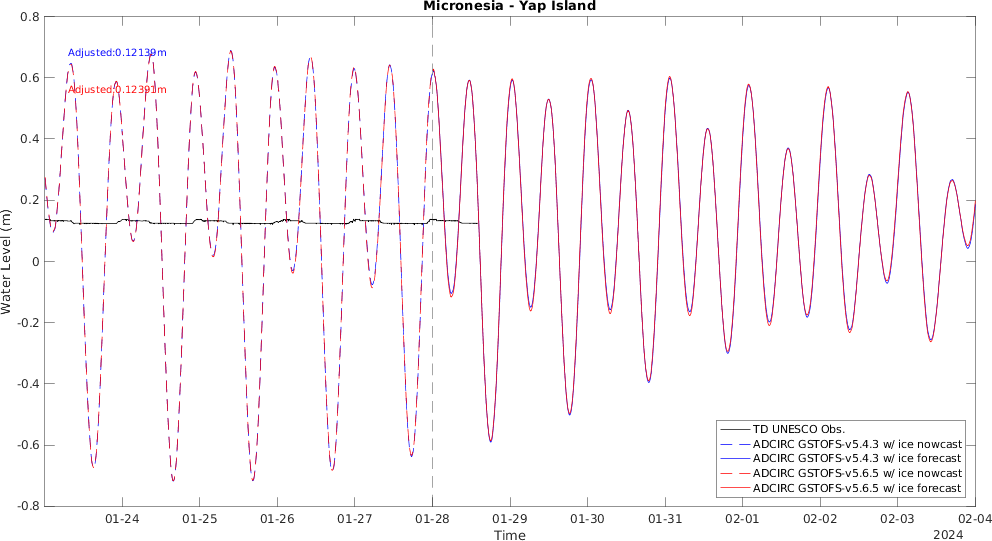 Micronesia - Yap Island
Water Level (m)
0.8
0.6
0.4
0.2
0
-0.2
-0.4
-0.6
-0.8
Adjusted:0.12139m
Adjusted:0.12391m
TD UNESCO Obs.
ADCIRC GSTOFS-v5.4.3 w/ ice nowcast
ADCIRC GSTOFS-v5.4.3 w/ ice forecast
ADCIRC GSTOFS-v5.6.5 w/ ice nowcast
ADCIRC GSTOFS-v5.6.5 w/ ice forecast
01-24 01-25 01-26 01-27 01-28 01-29 01-30 01-31 02-01 02-02 02-03 02-04
Time
2024